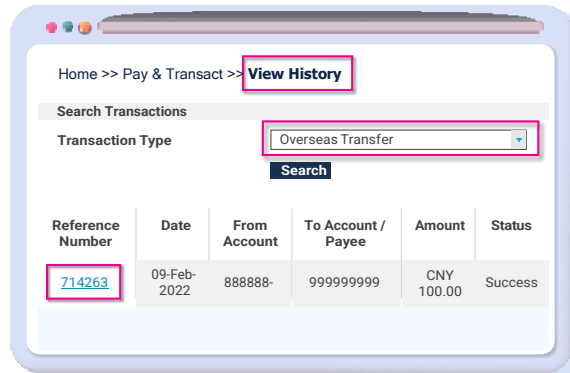 Home >> Pay & Transact >> View History
Search Transactions
Transaction Type
Overseas Transfer
Search
Reference Number
Date
From Account
To Account / Payee
Amount
Status
714263
09-Feb-2022
888888-
999999999
CNY 100.00
Success